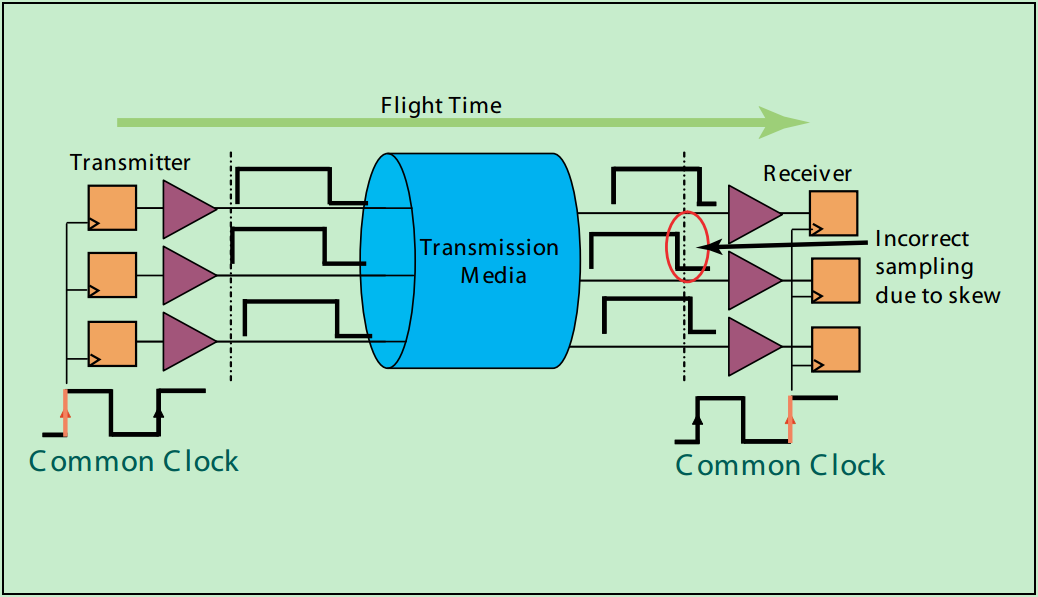 Flight Time
Transmitter
Receiver
Transmission
Media
Incorrect
sampling
due to skew
Common Clock
Common Clock